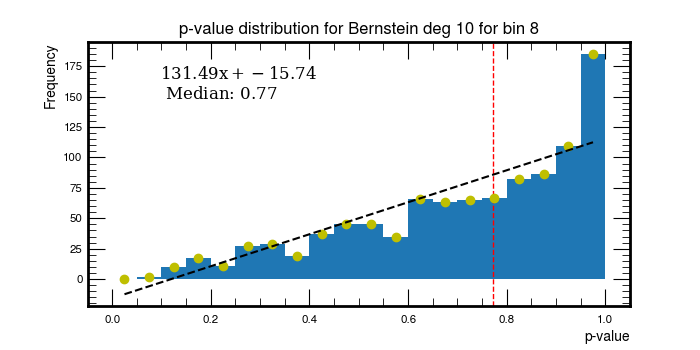 p-value distribution for Bernstein deg 10 for bin 8
Frequency
131.49x + −15.74
Median: 0.77
175
150
125
100
75
50
25
0
0.0 0.2 0.4 0.6 0.8 1.0
p-value